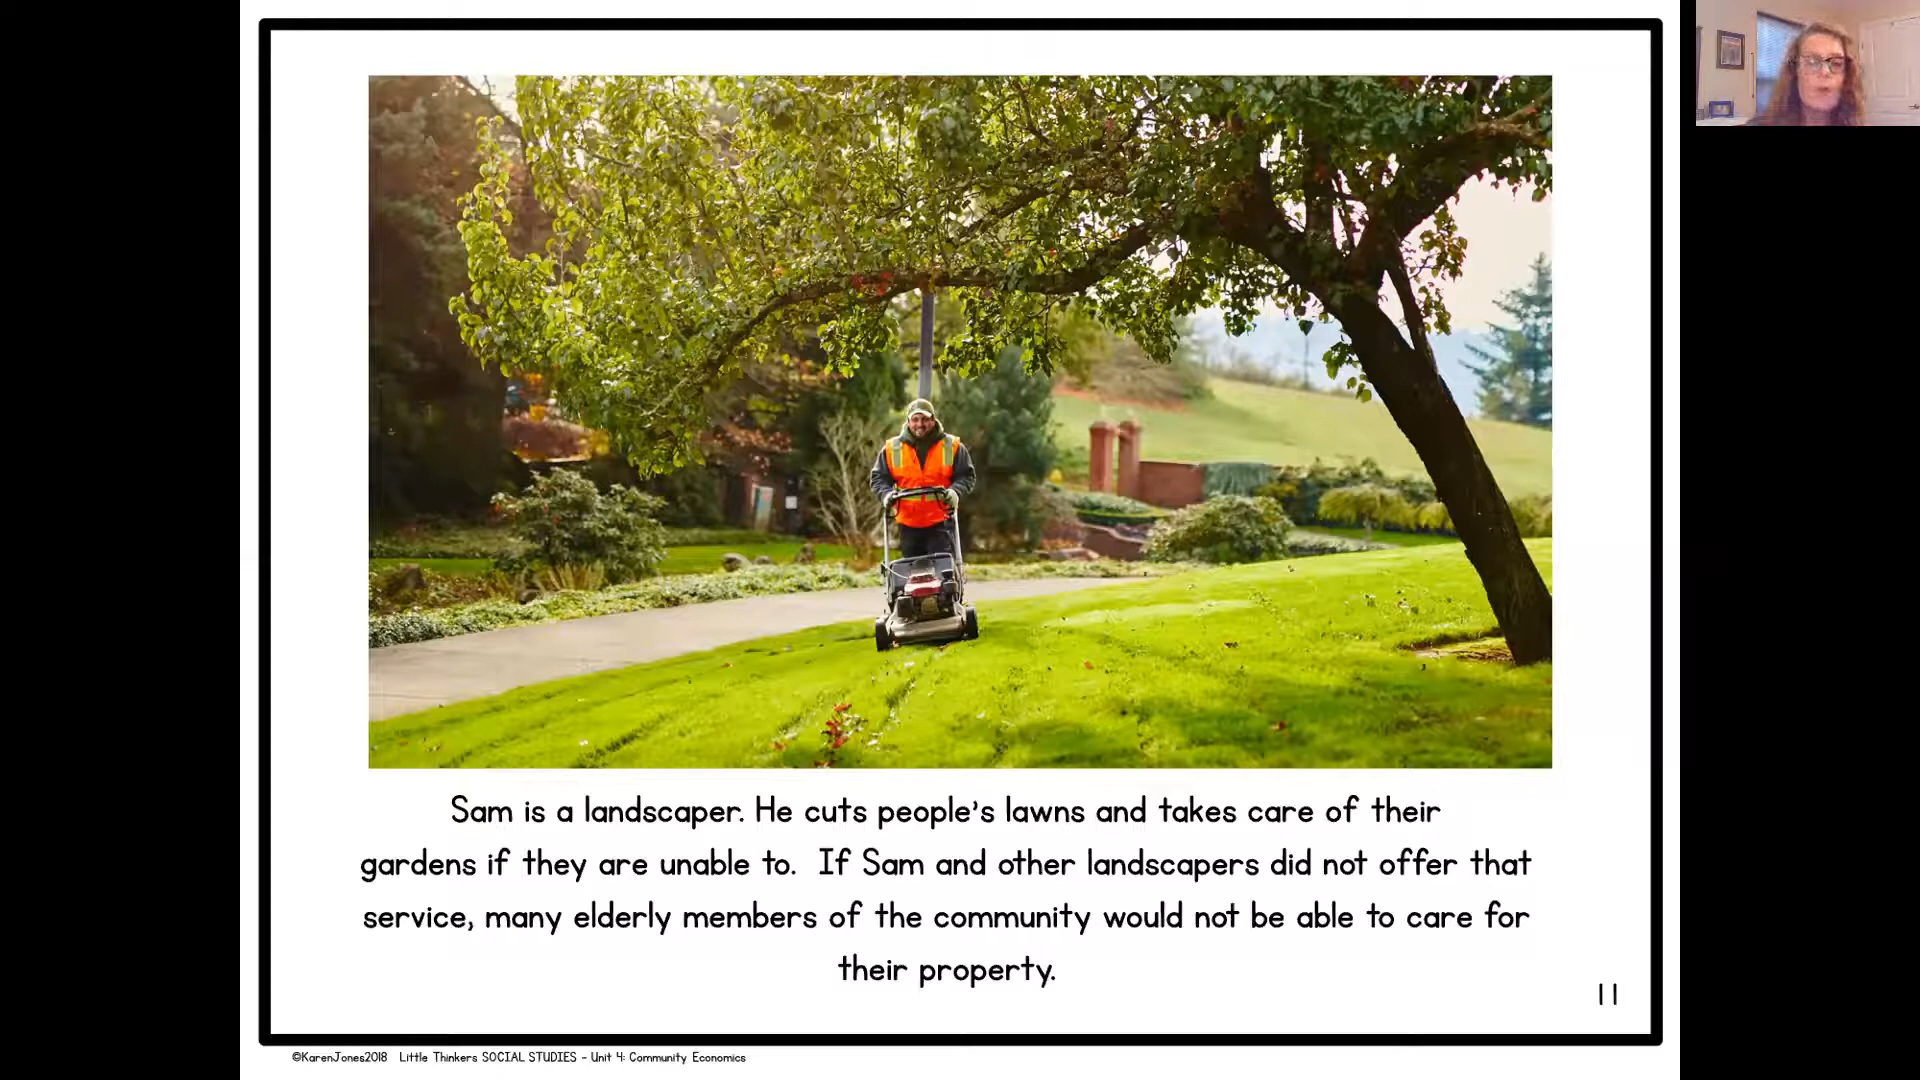 Sam is a landscaper. He cuts people's lawns and takes care of their
gardens if they are unable to.  If Sam and other landscapers did not offer that
service, many elderly members of the community would not be able to care for
their property.
11
©KarenJones2018   Little Thinkers SOCIAL STUDIES - Unit 4: Community Economics